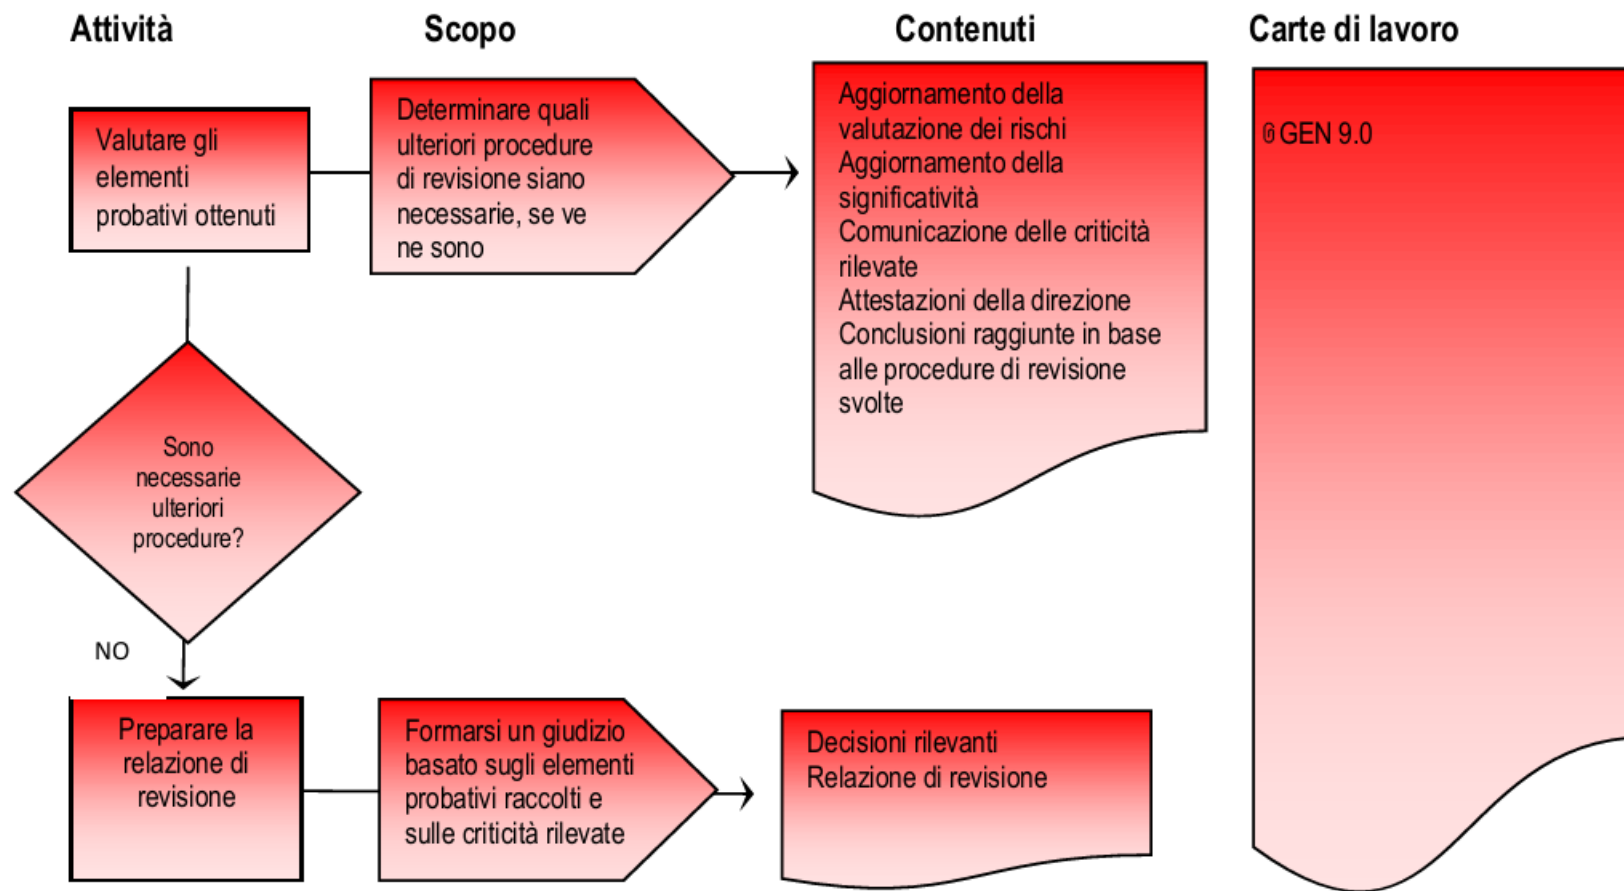 Attività
Scopo
Contenuti
Carte di lavoro
Valutare gli
elementi
probativi ottenuti
Determinare quali
ulteriori procedure
di revisione siano
necessarie, se ve
ne sono
Aggiornamento della
valutazione dei rischi
Aggiornamento della
significatività
Comunicazione delle criticità
rilevate
Attestazioni della direzione
Conclusioni raggiunte in base
alle procedure di revisione
svolte
GEN 9.0
Sono
necessarie
ulteriori
procedure?
NO
Preparare la
relazione di
revisione
Formarsi un giudizio
basato sugli elementi
probativi raccolti e
sulle criticità rilevate
Decisioni rilevanti
Relazione di revisione